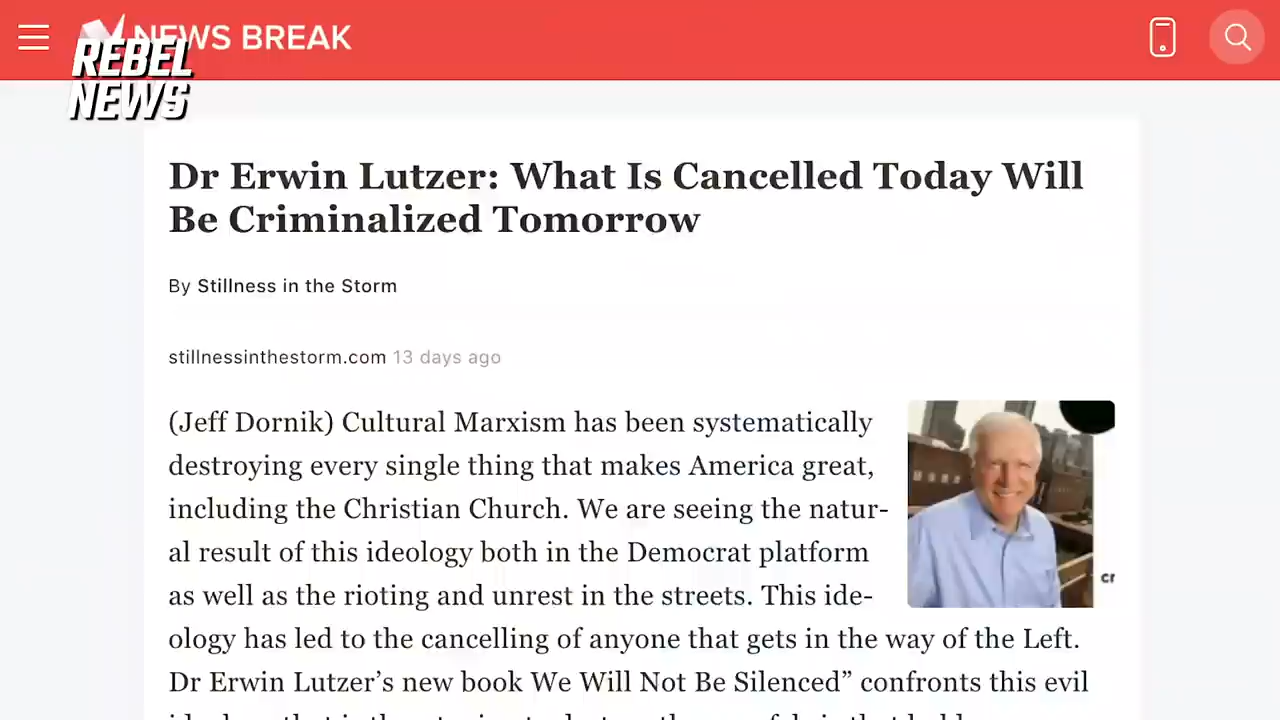 NEWS BREAK
REBEL
NEWS
Dr Erwin Lutzer: What Is Cancelled Today Will
Be Criminalized Tomorrow
By Stillness in the Storm
stillnessinthestorm.com 13 days ago
(Jeff Dornik) Cultural Marxism has been systematically
destroying every single thing that makes America great,
including the Christian Church. We are seeing the natur-
al result of this ideology both in the Democrat platform
as well as the rioting and unrest in the streets. This ide-
ology has led to the cancelling of anyone that gets in the way of the Left.
Dr Erwin Lutzer’s new book We Will Not Be Silenced” confronts this evil